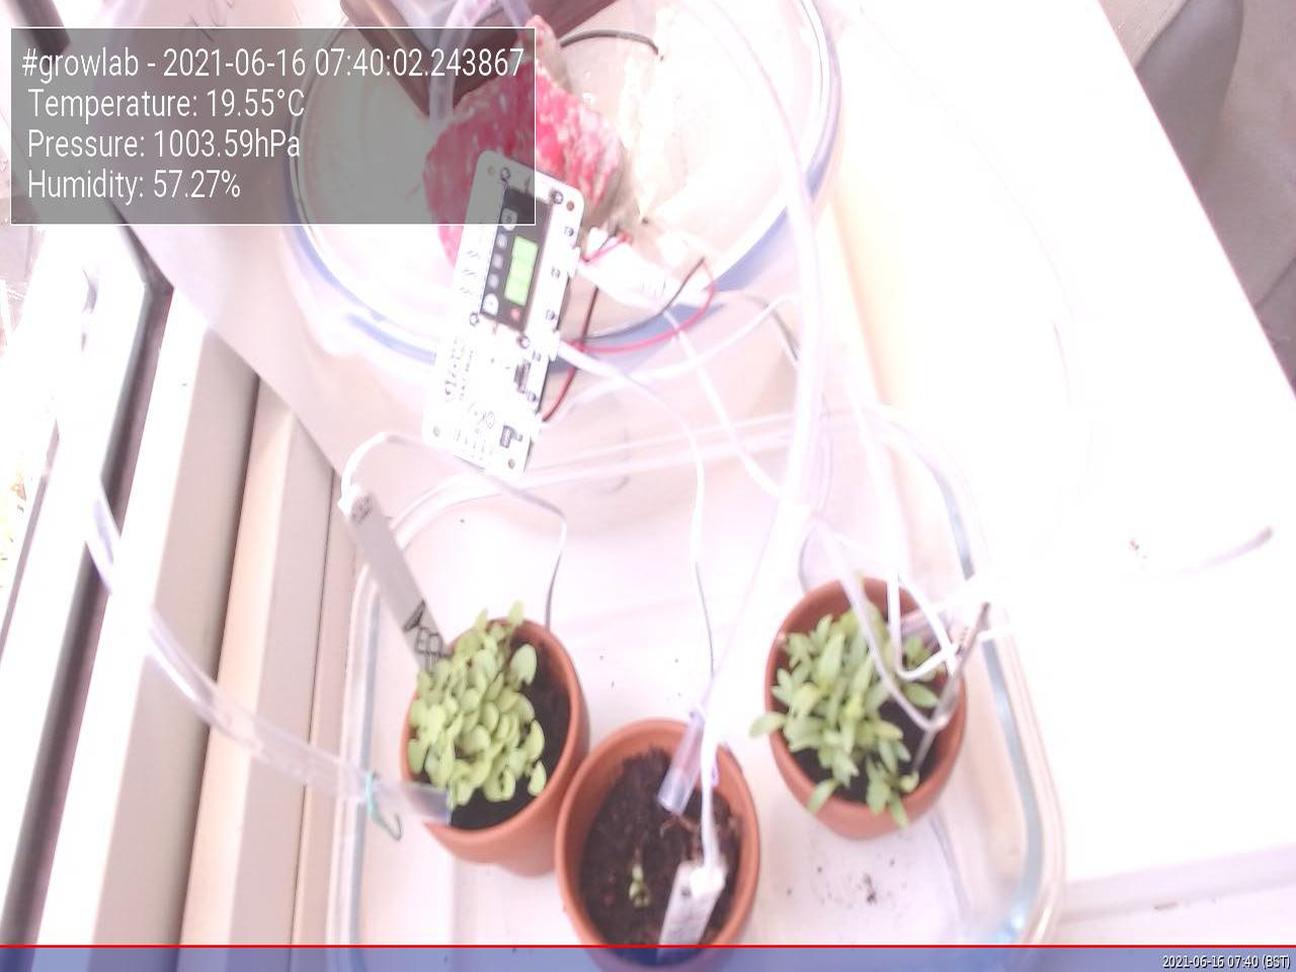 #growlab - 2021-06-16 07:40:02.243867
Temperature: 19.55°C
Pressure: 1003.59hPa
Humidity: 57.27%
2021-06-16 07:40 (BST)